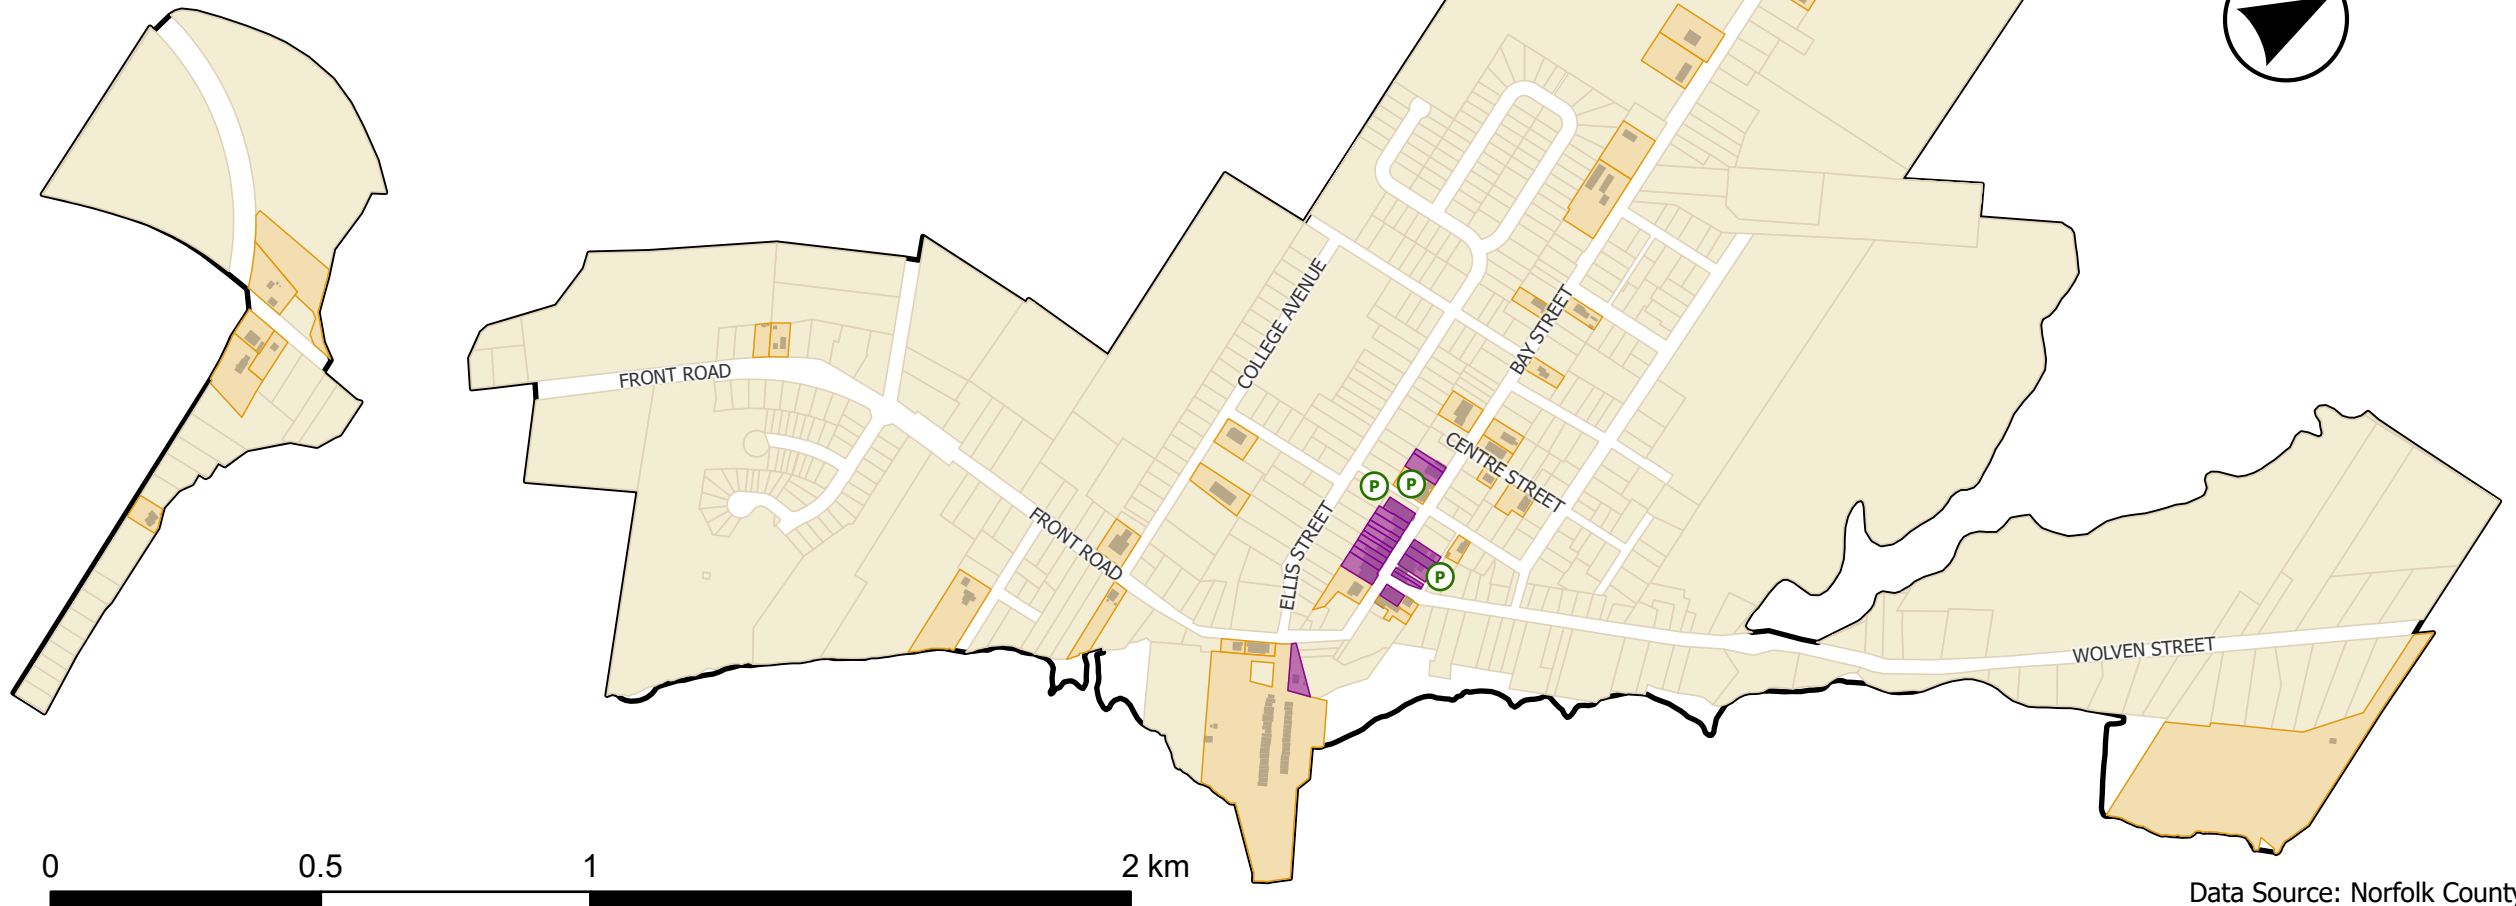 COLLEGE AVENUE
BAY STREET
FRONT ROAD
CENTRE STREET
P
P
FRONT ROAD
ELLIS STREET
P
WOLVEN STREET
0 0.5 1 2 km
Data Source: Norfolk County